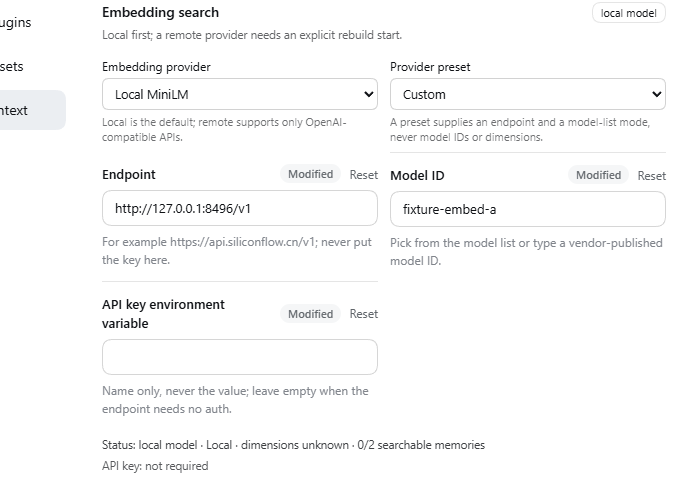 ugins
sets
ntext
Embedding search
local model
Local first; a remote provider needs an explicit rebuild start.
Embedding provider
Provider preset
Local MiniLM
Custom
Local is the default; remote supports only OpenAI-
compatible APIs.
A preset supplies an endpoint and a model-list mode,
never model IDs or dimensions.
Endpoint
Modified
Reset
Model ID
Modified
Reset
http://127.0.0.1:8496/v1
fixture-embed-a
For example https://api.siliconflow.cn/v1; never put
the key here.
Pick from the model list or type a vendor-published
model ID.
API key environment
variable
Modified
Reset
Name only, never the value; leave empty when the
endpoint needs no auth.
Status: local model · Local · dimensions unknown · 0/2 searchable memories
API key: not required